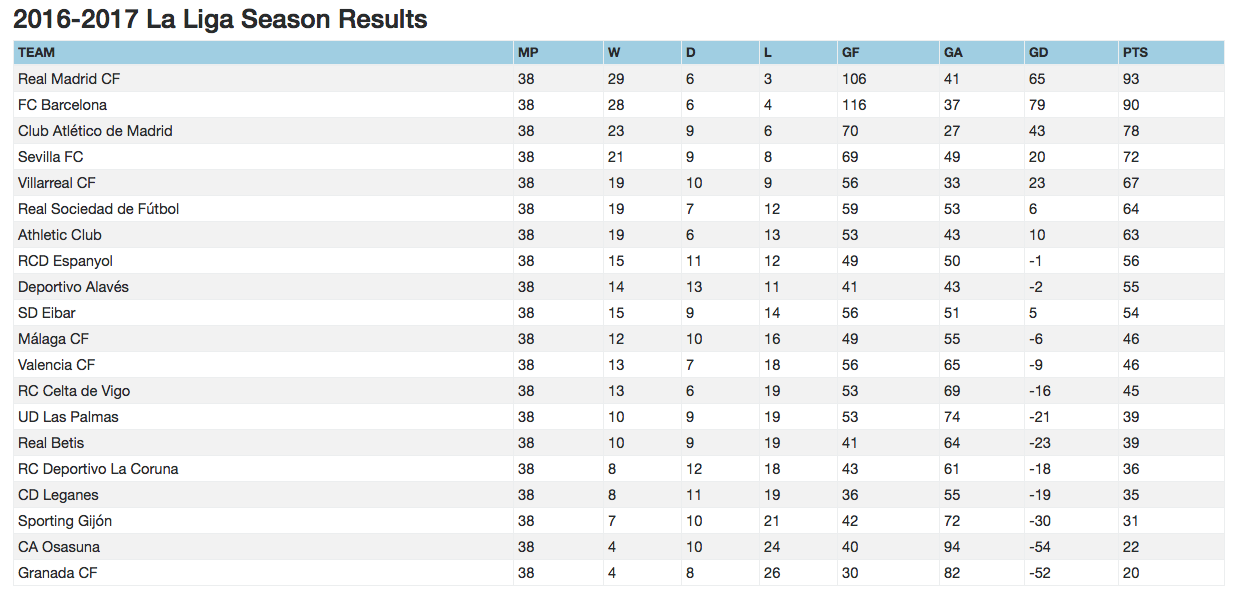 2016-2017 La Liga Season Results
TEAM MP W D L GF GA GD PTS
Real Madrid CF 38 29 6 3 106 41 65 93
FC Barcelona 38 28 6 4 116 37 79 90
Club Atlético de Madrid 38 23 9 6 70 27 43 78
Sevilla FC 38 21 9 8 69 49 20 72
Villarreal CF 38 19 10 9 56 33 23 67
Real Sociedad de Fútbol 38 19 7 12 59 53 6 64
Athletic Club 38 19 6 13 53 43 10 63
RCD Espanyol 38 15 11 12 49 50 -1 56
Deportivo Alavés 38 14 13 11 41 43 -2 55
SD Eibar 38 15 9 14 56 51 5 54
Málaga CF 38 12 10 16 49 55 -6 46
Valencia CF 38 13 7 18 56 65 -9 46
RC Celta de Vigo 38 13 6 19 53 69 -16 45
UD Las Palmas 38 10 9 19 53 74 -21 39
Real Betis 38 10 9 19 41 64 -23 39
RC Deportivo La Coruna 38 8 12 18 43 61 -18 36
CD Leganes 38 8 11 19 36 55 -19 35
Sporting Gijón 38 7 10 21 42 72 -30 31
CA Osasuna 38 4 10 24 40 94 -54 22
Granada CF 38 4 8 26 30 82 -52 20